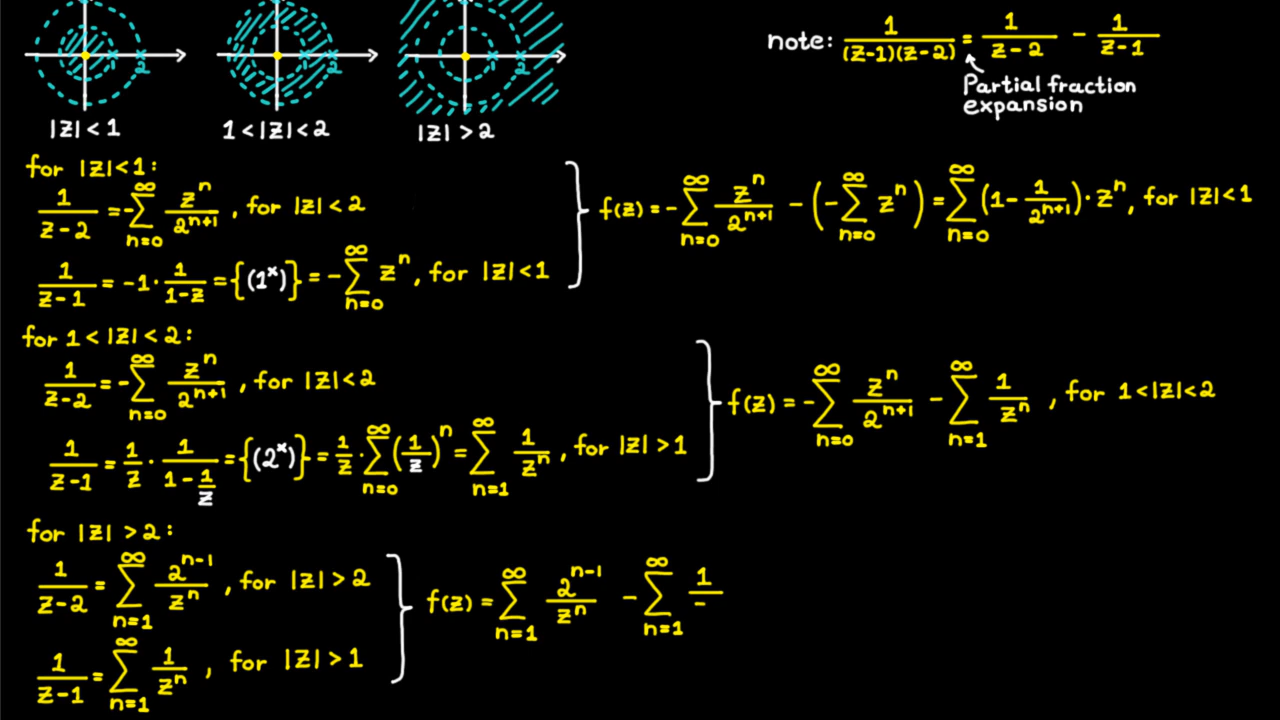 2 2 2
|z| < 1 1 < |z| < 2 |z| > 2
note: 1/((z-1)(z-2)) = 1/(z-2) - 1/(z-1)
Partial fraction
expansion
for |z| < 1:
1/(z-2) = -∑_{n=0}^{∞} z^n/2^{n+1}, for |z| < 2
1/(z-1) = -1 · 1/(1-z) = {(1*)} = -∑_{n=0}^{∞} z^n, for |z| < 1
f(z) = -∑_{n=0}^{∞} z^n/2^{n+1} - (-∑_{n=0}^{∞} z^n) = ∑_{n=0}^{∞} (1 - 1/2^{n+1}) · z^n, for |z| < 1
for 1 < |z| < 2:
1/(z-2) = -∑_{n=0}^{∞} z^n/2^{n+1}, for |z| < 2
1/(z-1) = 1/z · 1/(1 - 1/z) = {(2*)} = 1/z · ∑_{n=0}^{∞} (1/z)^n = ∑_{n=1}^{∞} 1/z^n, for |z| > 1
f(z) = -∑_{n=0}^{∞} z^n/2^{n+1} - ∑_{n=1}^{∞} 1/z^n, for 1 < |z| < 2
for |z| > 2:
1/(z-2) = ∑_{n=1}^{∞} 2^{n-1}/z^n, for |z| > 2
1/(z-1) = ∑_{n=1}^{∞} 1/z^n, for |z| > 1
f(z) = ∑_{n=1}^{∞} 2^{n-1}/z^n - ∑_{n=1}^{∞} 1/